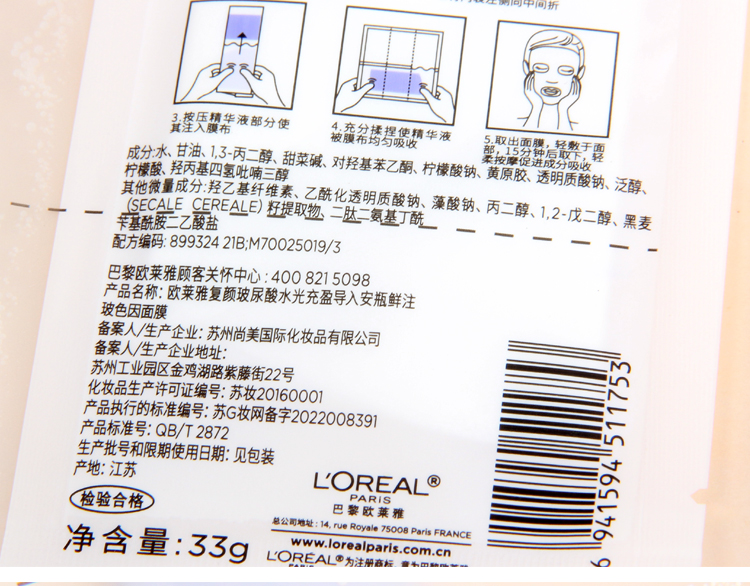 3.按压精华液部分使
其注入膜布
4.充分揉捏使精华液
被膜布均匀吸收
5.取出面膜，轻敷于面
部，15分钟后取下，轻
柔按摩促进成分吸收
成分:水、甘油、1,3-丙二醇、甜菜碱、对羟基苯乙酮、柠檬酸钠、黄原胶、透明质酸钠、泛醇、
柠檬酸、羟丙基四氢吡喃三醇
其他微量成分:羟乙基纤维素、乙酰化透明质酸钠、藻酸钠、丙二醇、1,2-戊二醇、黑麦
(SECALE CEREALE)籽提取物、二肽二氨基丁酰
苄基酰胺二乙酸盐
配方编码: 899324 21B;M70025019/3
巴黎欧莱雅顾客关怀中心：400 821 5098
产品名称：欧莱雅复颜玻尿酸水光充盈导入安瓶鲜注
玻色因面膜
备案人/生产企业：苏州尚美国际化妆品有限公司
备案人/生产企业地址：
苏州工业园区金鸡湖路紫藤街22号
化妆品生产许可证编号：苏妆20160001
产品执行的标准编号：苏G妆网备字2022008391
产品标准号：QB/T 2872
生产批号和限期使用日期：见包装
产地：江苏
检验合格
净含量：33g
L'OREAL®
PARIS
巴黎欧莱雅
总公司地址：14, rue Royale 75008 Paris FRANCE
www.lorealparis.com.cn
L'OREAL®为注册商标
6 941594 511753